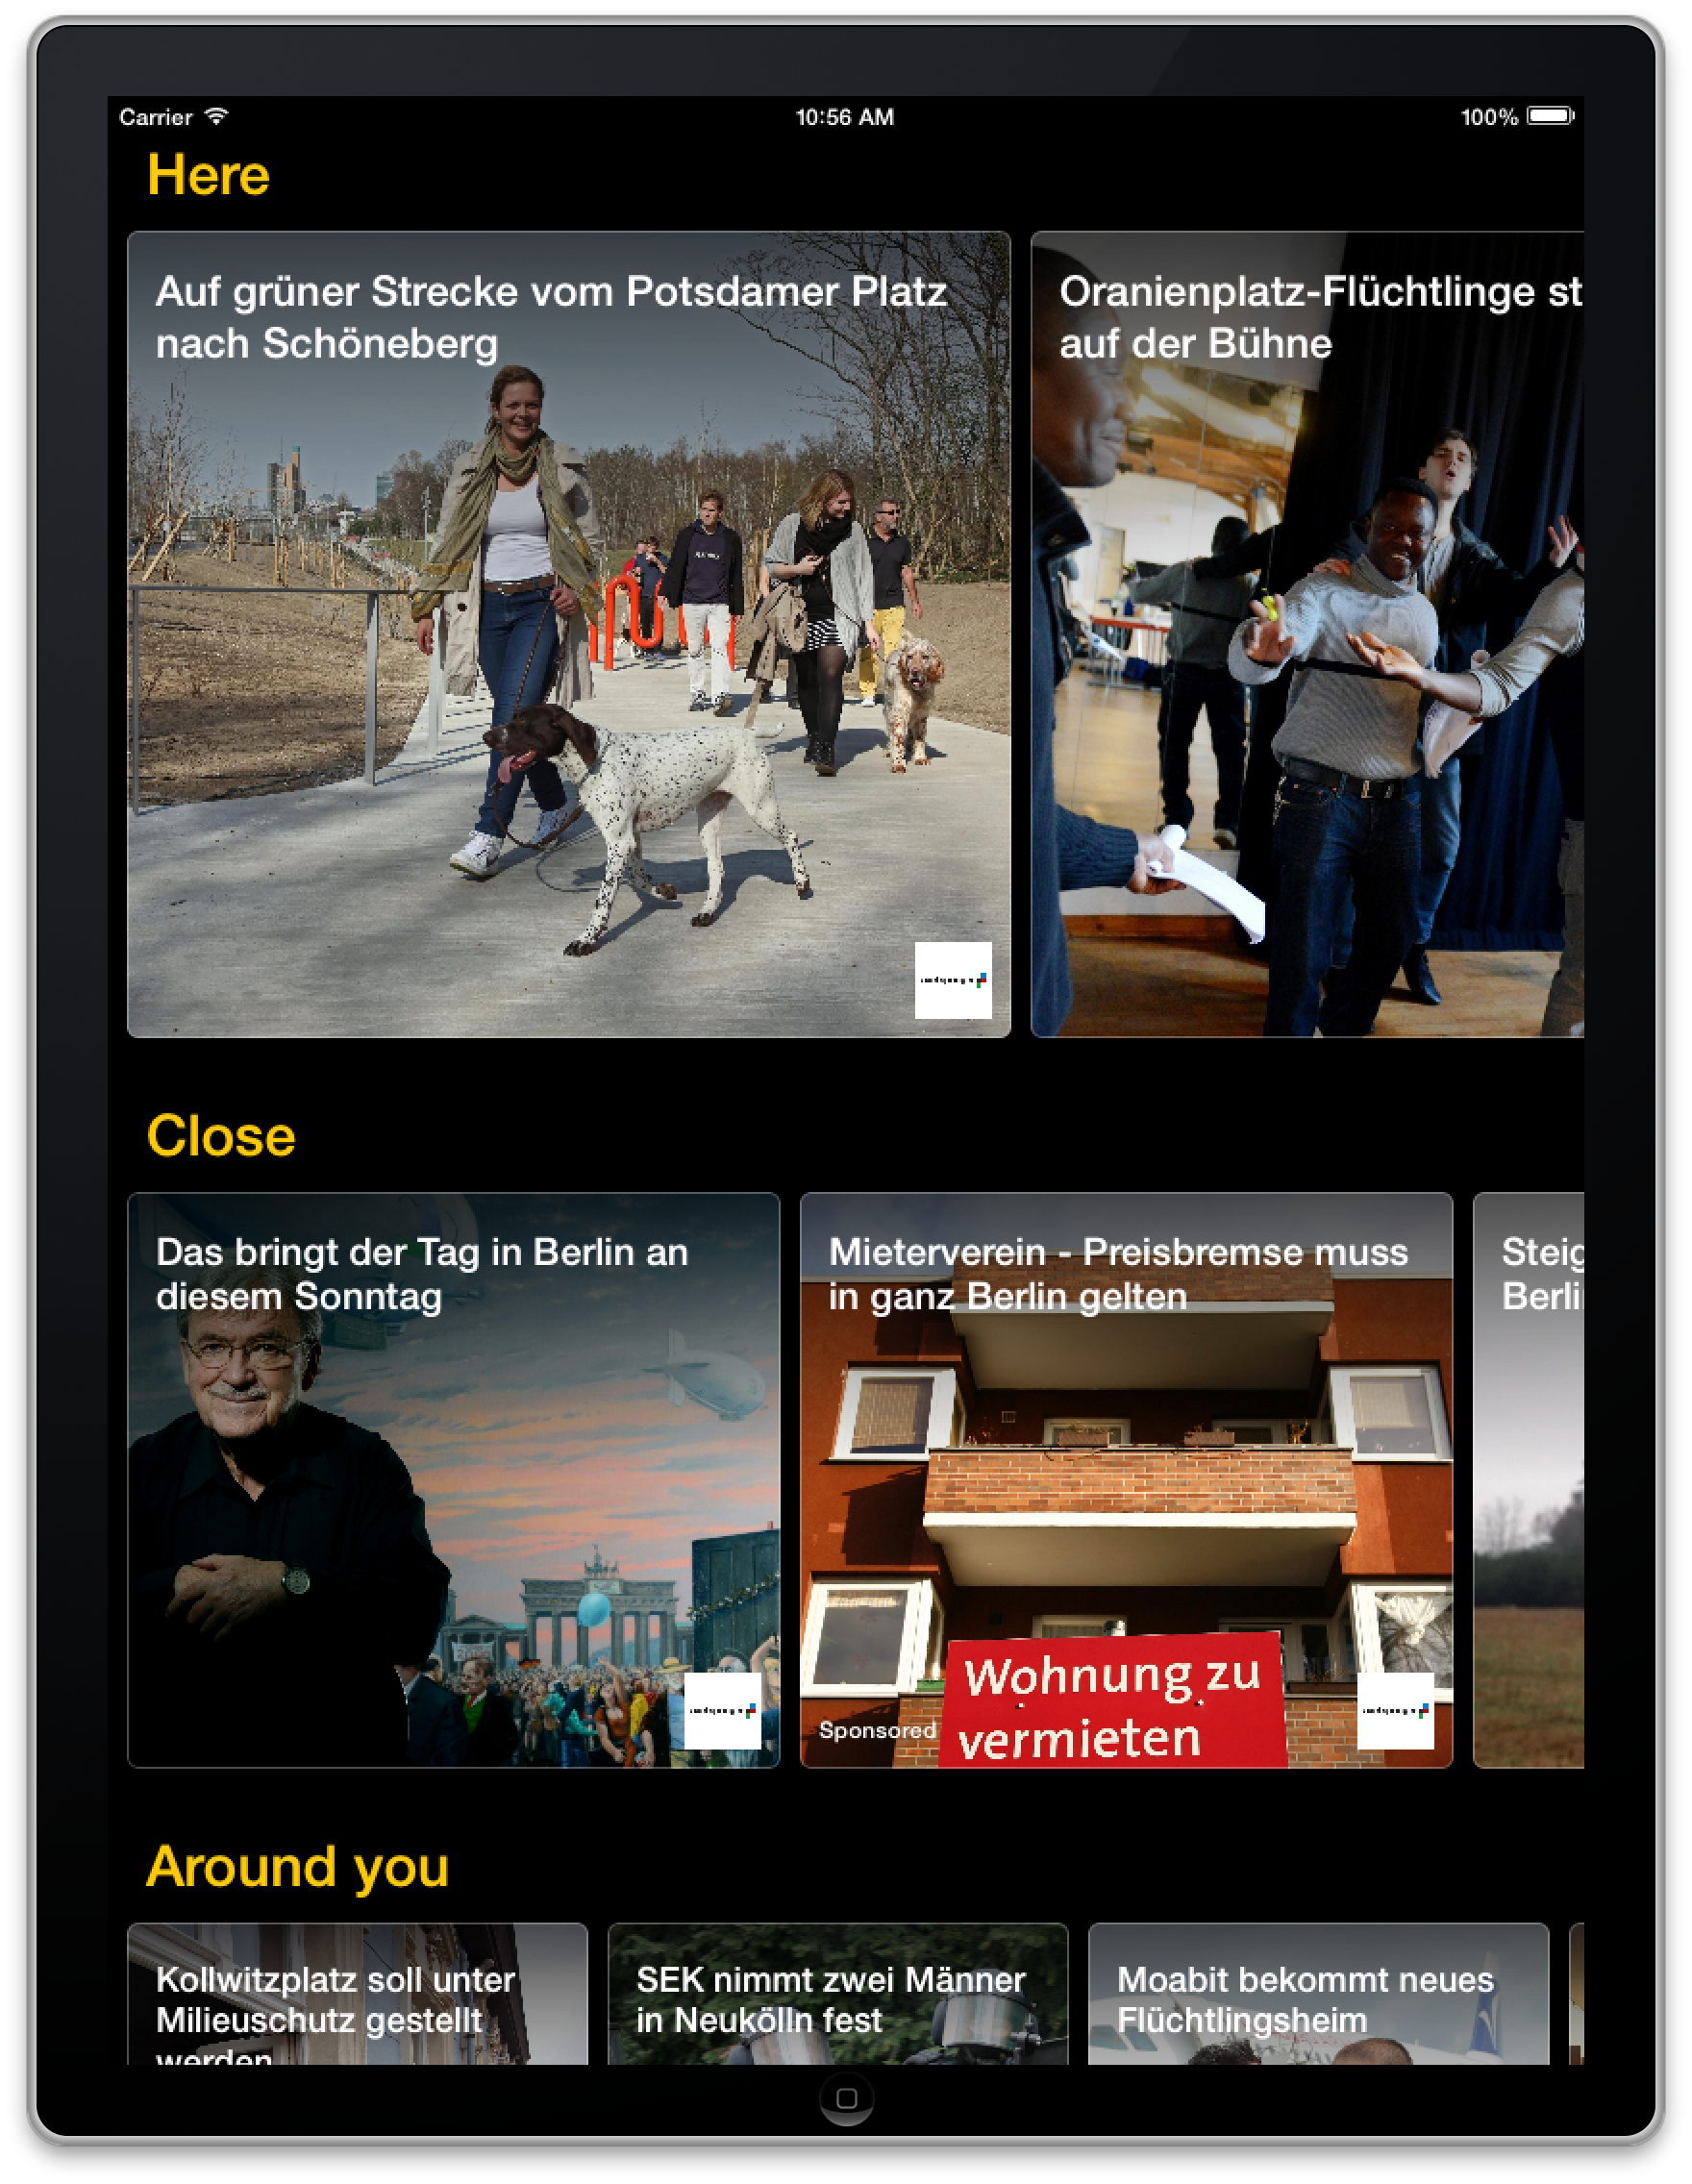 Carrier
10:56 AM
100%
Here
Auf grüner Strecke vom Potsdamer Platz
nach Schöneberg
Oranienplatz-Flüchtlinge st
auf der Bühne
Close
Das bringt der Tag in Berlin an
diesem Sonntag
Mieterverein - Preisbremse muss
in ganz Berlin gelten
Steig
Berli
Wohnung zu
vermieten
Sponsored
Around you
Kollwitzplatz soll unter
Milieuschutz gestellt
werden
SEK nimmt zwei Männer
in Neukölln fest
Moabit bekommt neues
Flüchtlingsheim